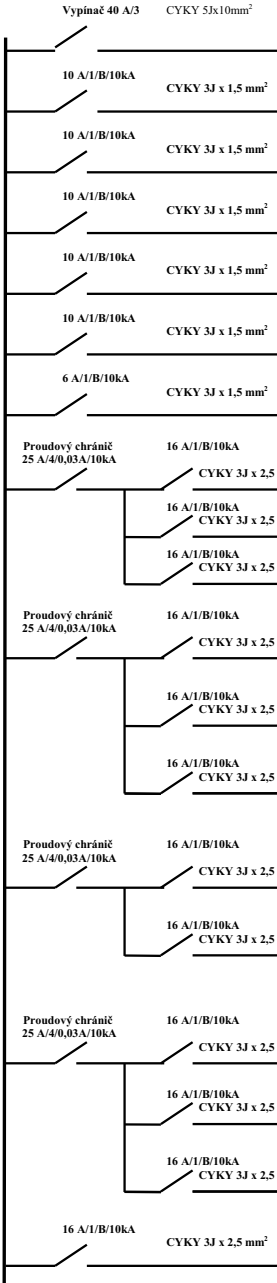 Vypínač 40 A/3 CYKY 5Jx10mm²
10 A/1/B/10kA
CYKY 3J x 1,5 mm²
10 A/1/B/10kA
CYKY 3J x 1,5 mm²
10 A/1/B/10kA
CYKY 3J x 1,5 mm²
10 A/1/B/10kA
CYKY 3J x 1,5 mm²
10 A/1/B/10kA
CYKY 3J x 1,5 mm²
6 A/1/B/10kA
CYKY 3J x 1,5 mm²
Proudový chránič 16 A/1/B/10kA
25 A/4/0,03A/10kA
CYKY 3J x 2,5
16 A/1/B/10kA
CYKY 3J x 2,5
16 A/1/B/10kA
CYKY 3J x 2,5
Proudový chránič 16 A/1/B/10kA
25 A/4/0,03A/10kA
CYKY 3J x 2,5
16 A/1/B/10kA
CYKY 3J x 2,5
16 A/1/B/10kA
CYKY 3J x 2,5
Proudový chránič 16 A/1/B/10kA
25 A/4/0,03A/10kA
CYKY 3J x 2,5
16 A/1/B/10kA
CYKY 3J x 2,5
Proudový chránič 16 A/1/B/10kA
25 A/4/0,03A/10kA
CYKY 3J x 2,5
16 A/1/B/10kA
CYKY 3J x 2,5
16 A/1/B/10kA
CYKY 3J x 2,5
16 A/1/B/10kA
CYKY 3J x 2,5 mm²